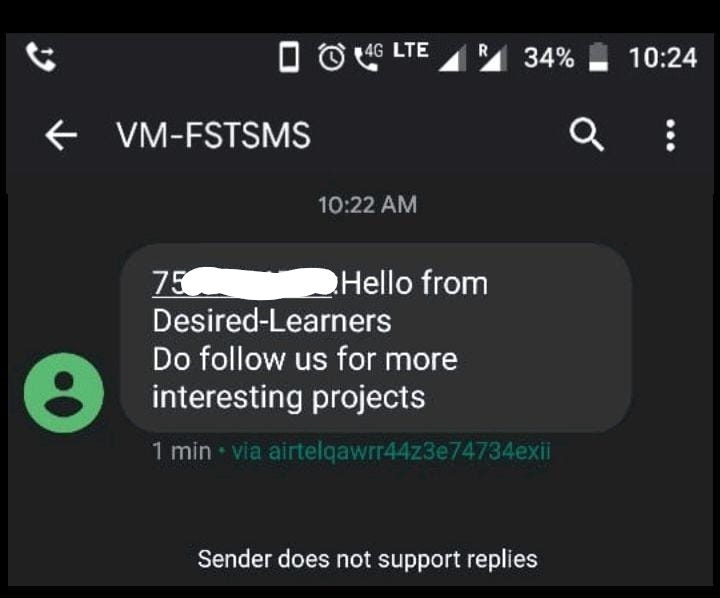 4G LTE R 34% 10:24
VM-FSTSMS
10:22 AM
75 Hello from
Desired-Learners
Do follow us for more
interesting projects
1 min • via airtelqawrr44z3e74734exii
Sender does not support replies